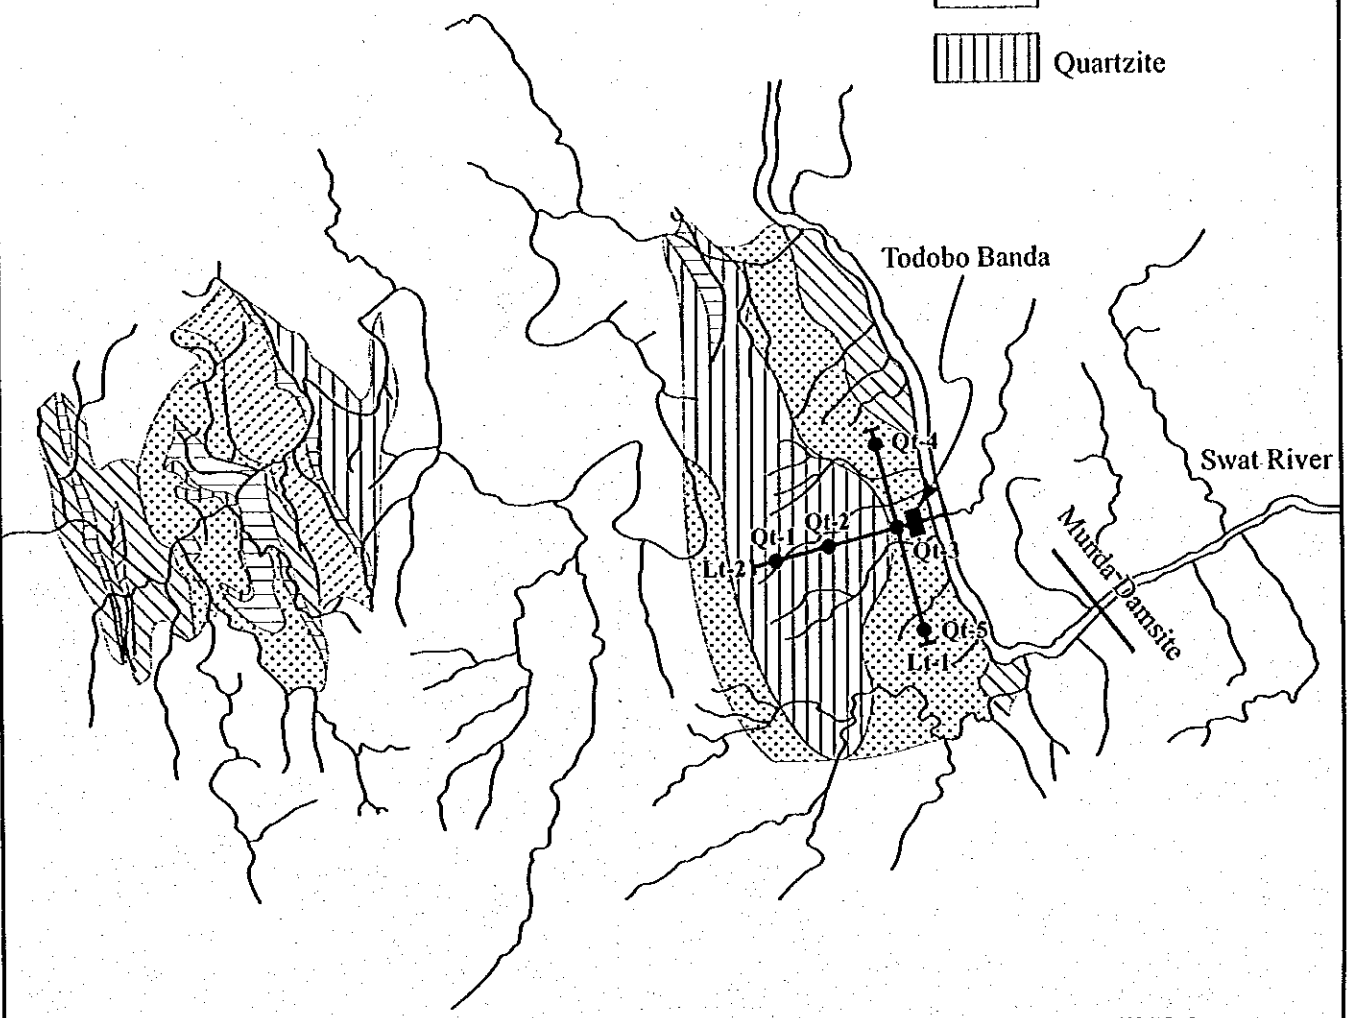 Quartzite
Todobo Banda
Qt-4
Swat River
Qt-2
Qt-1
Qt-3
Lt-2
Munda Damsite
Qt-5
Lt-1